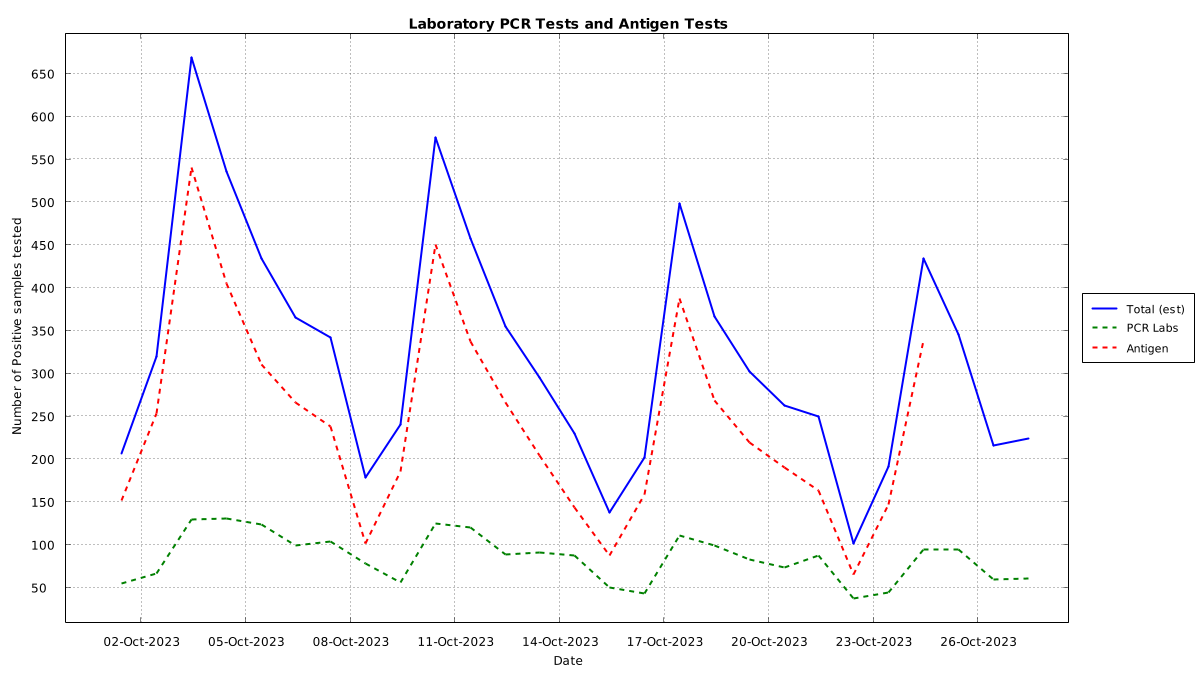 Laboratory PCR Tests and Antigen Tests
Number of Positive samples tested
650
600
550
500
450
400
350
300
250
200
150
100
50
02-Oct-2023 05-Oct-2023 08-Oct-2023 11-Oct-2023 14-Oct-2023 17-Oct-2023 20-Oct-2023 23-Oct-2023 26-Oct-2023
Date
Total (est)
PCR Labs
Antigen